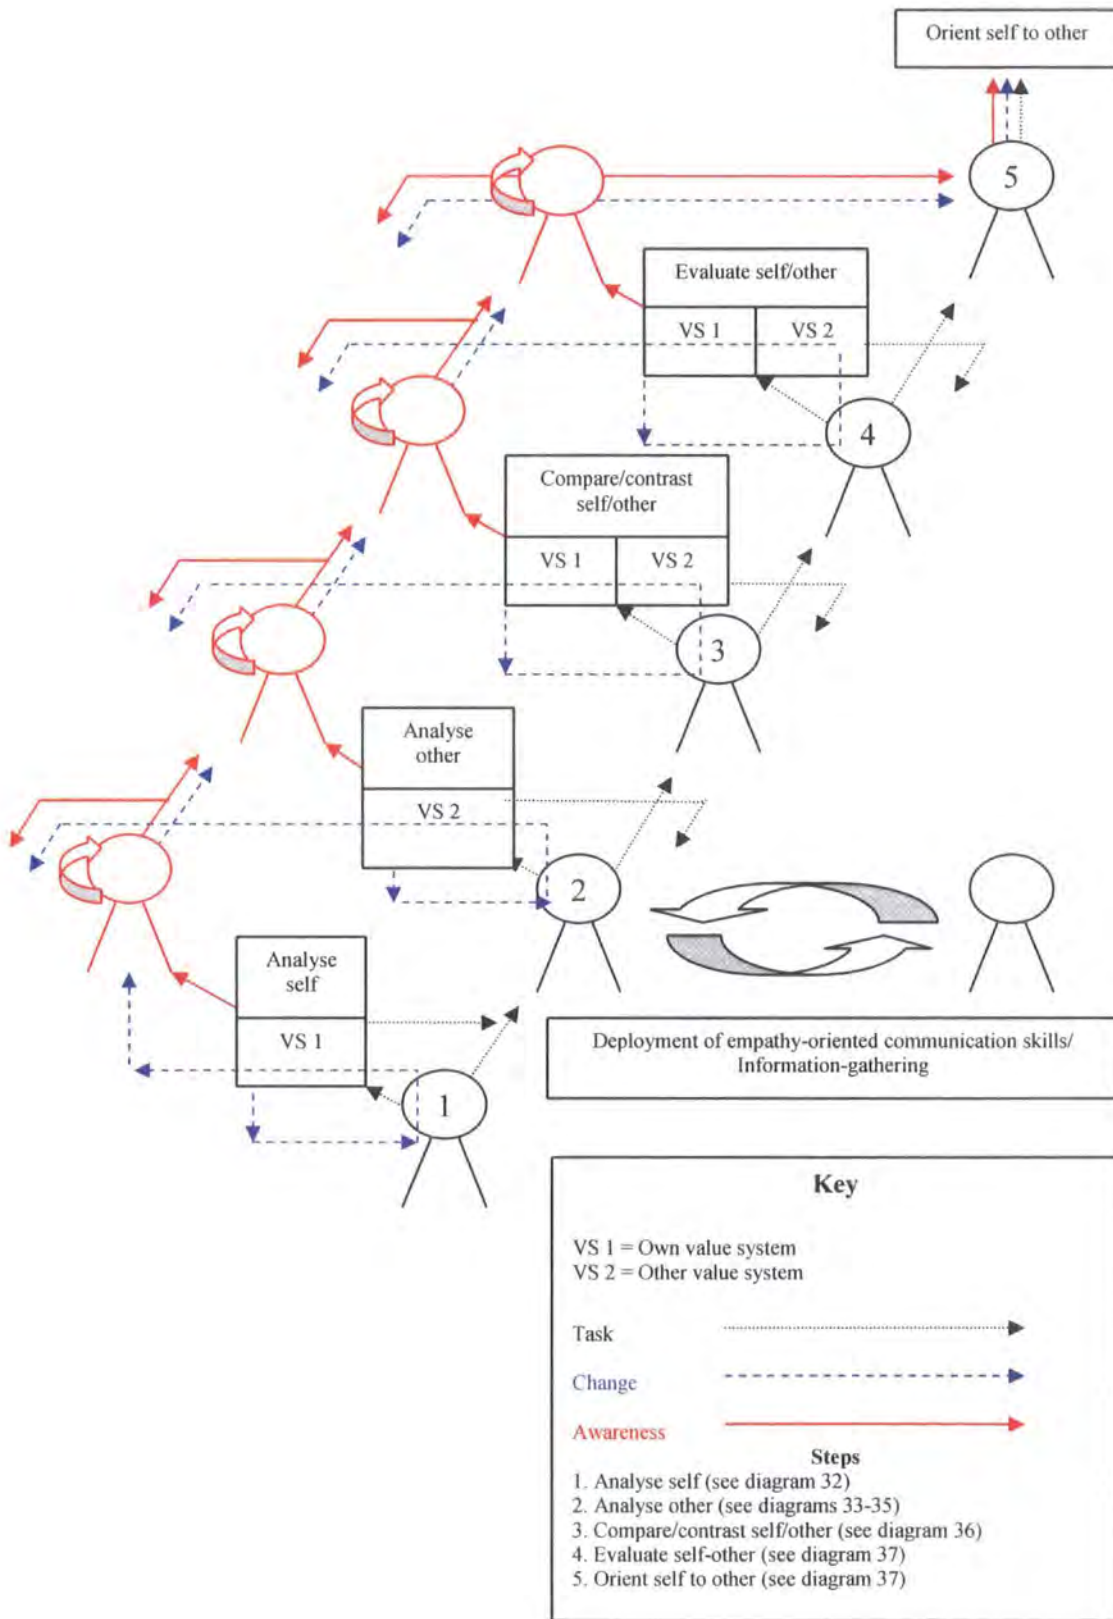 Orient self to other
5
Evaluate self/other
VS 1
VS 2
4
Compare/contrast
self/other
VS 1
VS 2
3
Analyse
other
VS 2
2
Analyse
self
VS 1
1
Deployment of empathy-oriented communication skills/
Information-gathering
Key
VS 1 = Own value system
VS 2 = Other value system
Task
Change
Awareness
Steps
1. Analyse self (see diagram 32)
2. Analyse other (see diagrams 33-35)
3. Compare/contrast self/other (see diagram 36)
4. Evaluate self-other (see diagram 37)
5. Orient self to other (see diagram 37)